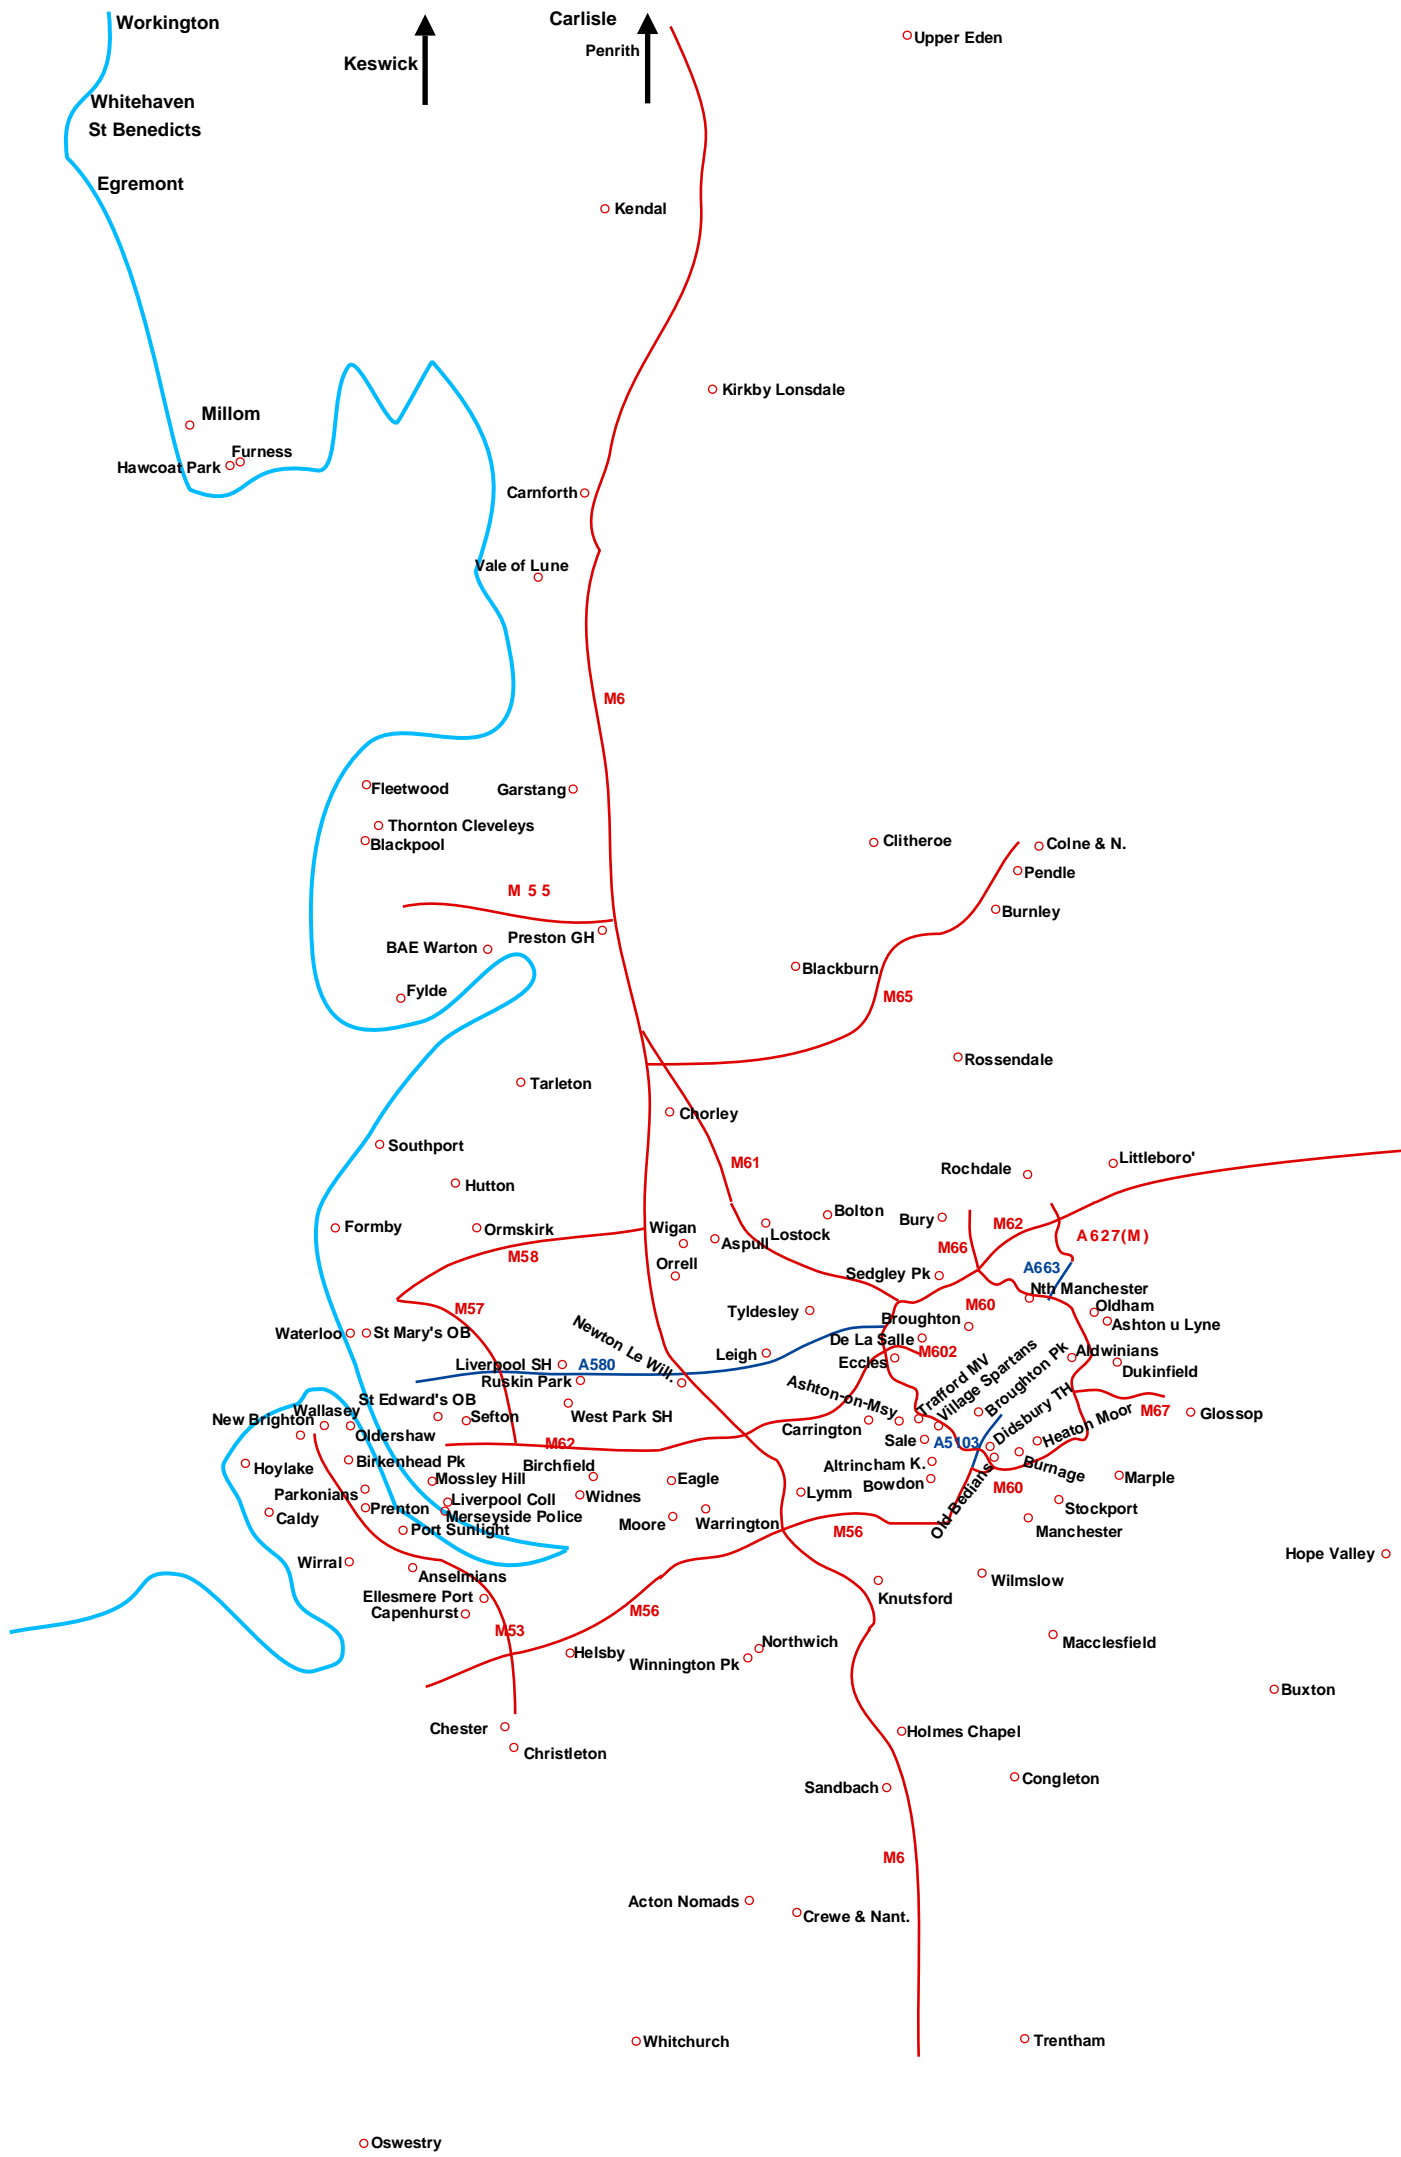 Workington
Carlisle
Upper Eden
Penrith
Keswick
Whitehaven
St Benedicts
Egremont
Kendal
Kirkby Lonsdale
Millom
Furness
Hawcoat Park
Carnforth
Vale of Lune
M6
Fleetwood
Garstang
Thornton Cleveleys
Blackpool
Clitheroe
Colne & N.
Pendle
M 5 5
Burnley
Preston GH
BAE Warton
Blackburn
Fylde
M65
Rossendale
Tarleton
Chorley
Southport
M61
Littleboro'
Rochdale
Hutton
Bolton
Bury
Formby
Ormskirk
Wigan
Lostock
M62
A627(M)
Aspull
M66
M58
Orrell
Sedgley Pk
A663
Nth Manchester
M57
Tyldesley
M60
Oldham
Broughton
Ashton u Lyne
Waterloo
St Mary's OB
Newton Le Will.
De La Salle
M602
Leigh
Aldwinians
Liverpool SH
A580
Eccles
Dukinfield
Ruskin Park
Trafford MV
Village Spartans
Broughton Pk
St Edward's OB
Ashton-on-Msy
Didsbury TH
Heaton Moor
M67
Glossop
Wallasey
New Brighton
Sefton
West Park SH
Oldershaw
Carrington
Sale
A5103
M62
Birkenhead Pk
Birchfield
Altrincham K.
Burnage
Hoylake
Mossley Hill
Eagle
Bowdon
Marple
Parkonians
Liverpool Coll
Widnes
Lymm
Old Bedians
M60
Prenton
Merseyside Police
Stockport
Caldy
Moore
Warrington
Port Sunlight
M56
Manchester
Hope Valley
Wirral
Anselmians
Wilmslow
Ellesmere Port
Knutsford
Capenhurst
M56
M53
Northwich
Macclesfield
Helsby
Winnington Pk
Buxton
Chester
Holmes Chapel
Christleton
Congleton
Sandbach
M6
Acton Nomads
Crewe & Nant.
Whitchurch
Trentham
Oswestry